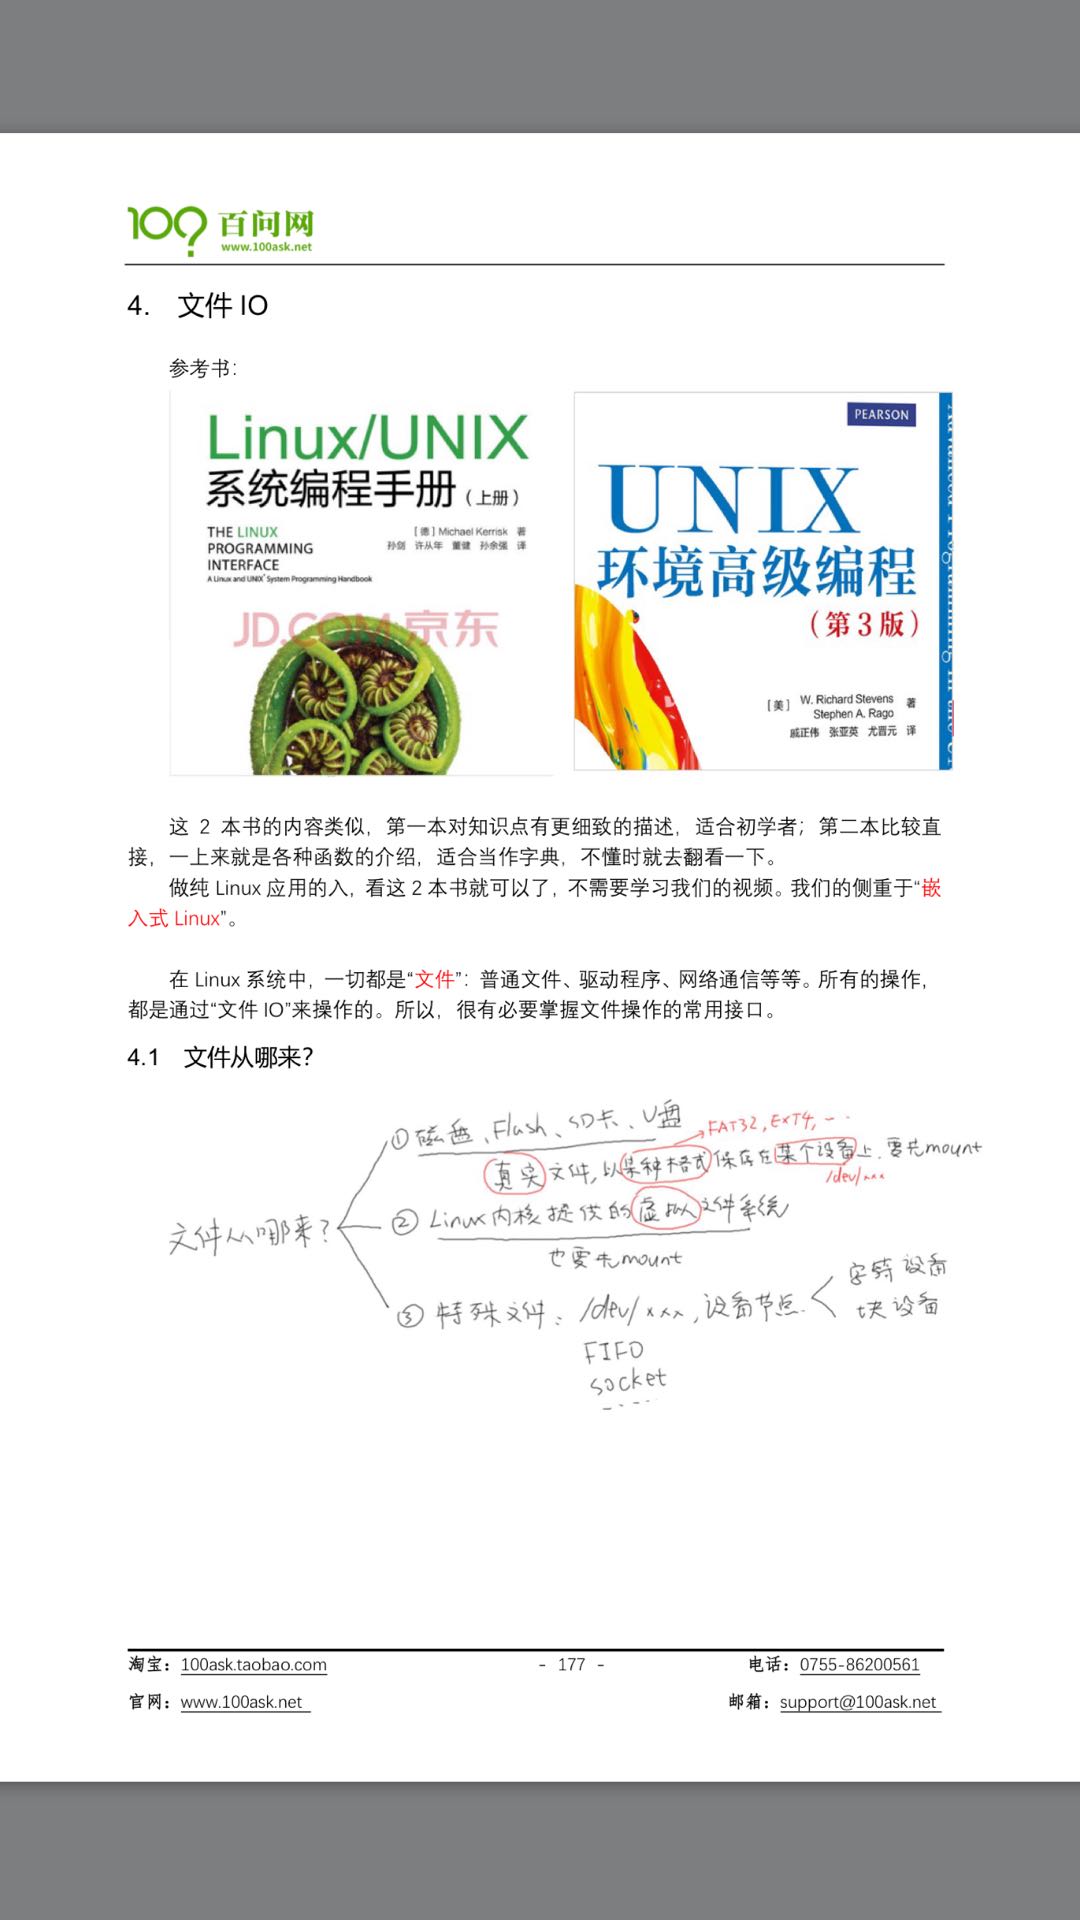 100? 百问网
www.100ask.net
4. 文件 IO
参考书：
Linux/UNIX
系统编程手册（上册）
THE LINUX
PROGRAMMING
INTERFACE
A Linux and UNIX® System Programming Handbook
[德] Michael Kerrisk 著
孙剑 许从年 董健 孙余强 译
JD.COM 京东
PEARSON
UNIX
环境高级编程
（第3版）
[美] W. Richard Stevens
Stephen A. Rago 著
戚正伟 张亚英 尤晋元 译
这 2 本书的内容类似，第一本对知识点有更细致的描述，适合初学者；第二本比较直
接，一上来就是各种函数的介绍，适合当作字典，不懂时就去翻看一下。
做纯 Linux 应用的入，看这 2 本书就可以了，不需要学习我们的视频。我们的侧重于“嵌
入式 Linux”。
在 Linux 系统中，一切都是“文件”：普通文件、驱动程序、网络通信等等。所有的操作，
都是通过“文件 IO”来操作的。所以，很有必要掌握文件操作的常用接口。
4.1 文件从哪来？
文件从哪来？
① 磁盘、Flash、SD卡、U盘
FAT32, EXT4, ...
真实文件，以某种格式保存在某个设备上，要先mount
/dev/xxx
② Linux内核提供的虚拟文件系统
也要先mount
③ 特殊文件：/dev/xxx，设备节点
字符设备
块设备
FIFO
socket
淘宝：100ask.taobao.com
- 177 -
电话：0755-86200561
官网：www.100ask.net
邮箱：support@100ask.net